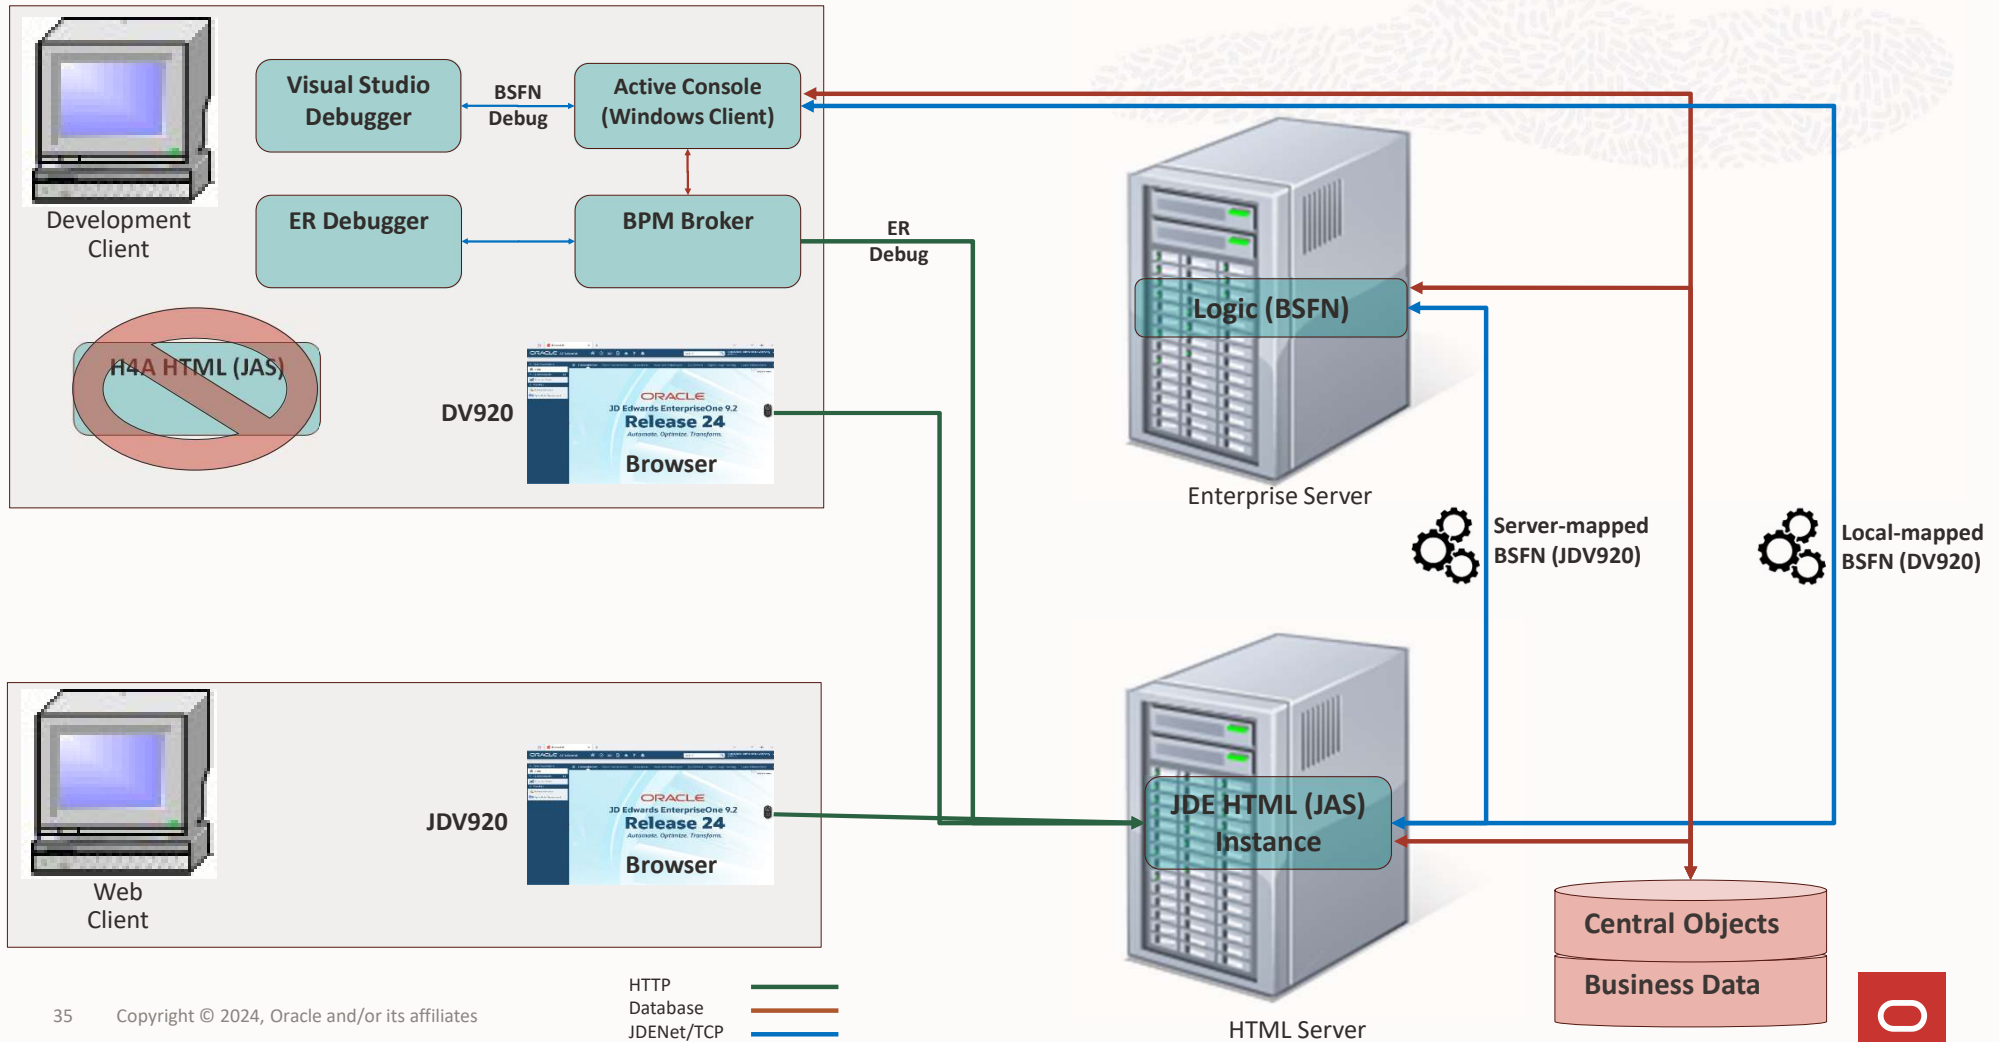 Visual Studio
Debugger
BSFN
Debug
Active Console
(Windows Client)
Development
Client
ER Debugger
BPM Broker
ER
Debug
H4A HTML (JAS)
DV920
ORACLE
ORACLE
JD Edwards EnterpriseOne 9.2
Release 24
Automate. Optimize. Transform.
Browser
Logic (BSFN)
Enterprise Server
Server-mapped
BSFN (JDV920)
Local-mapped
BSFN (DV920)
JDV920
ORACLE
ORACLE
JD Edwards EnterpriseOne 9.2
Release 24
Automate. Optimize. Transform.
Browser
Web
Client
JDE HTML (JAS)
Instance
Central Objects
Business Data
HTML Server
HTTP
Database
JDENet/TCP
35
Copyright © 2024, Oracle and/or its affiliates